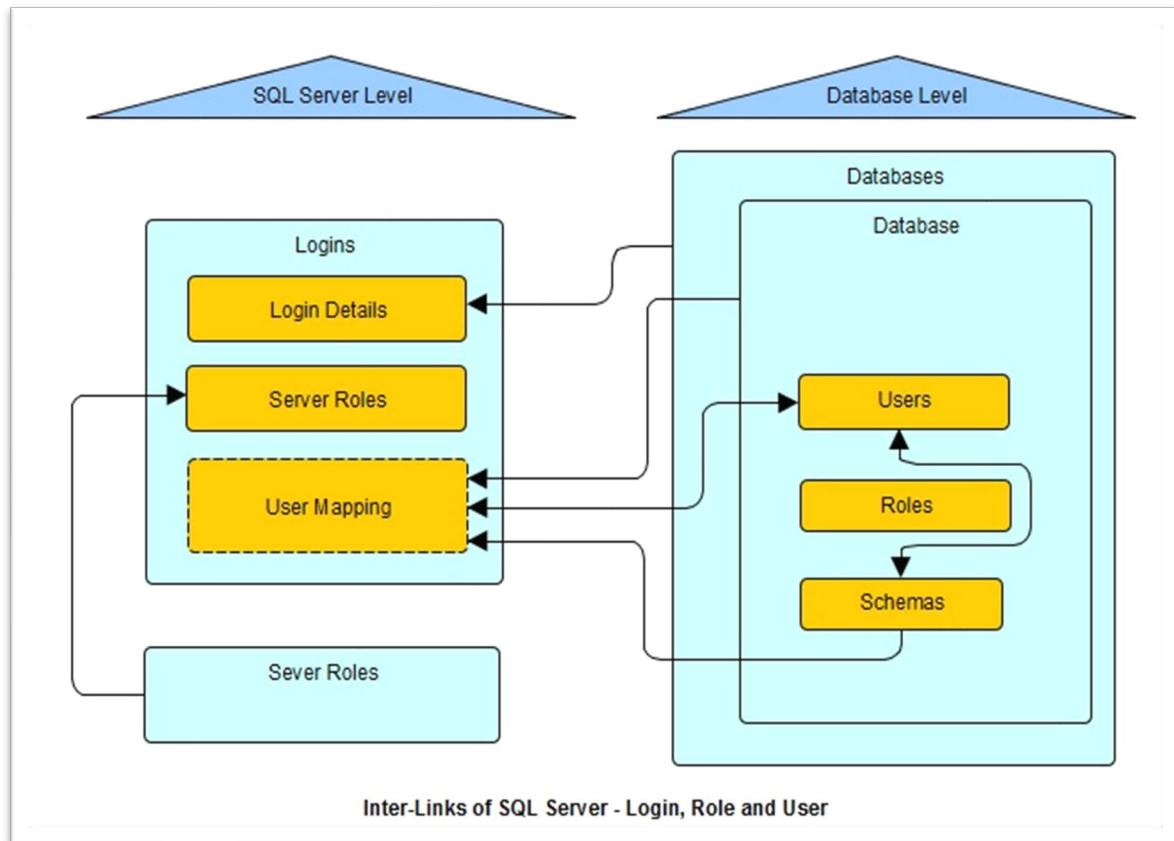 SQL Server Level
Database Level
Databases
Database
Logins
Login Details
Server Roles
Users
User Mapping
Roles
Schemas
Sever Roles
Inter-Links of SQL Server - Login, Role and User